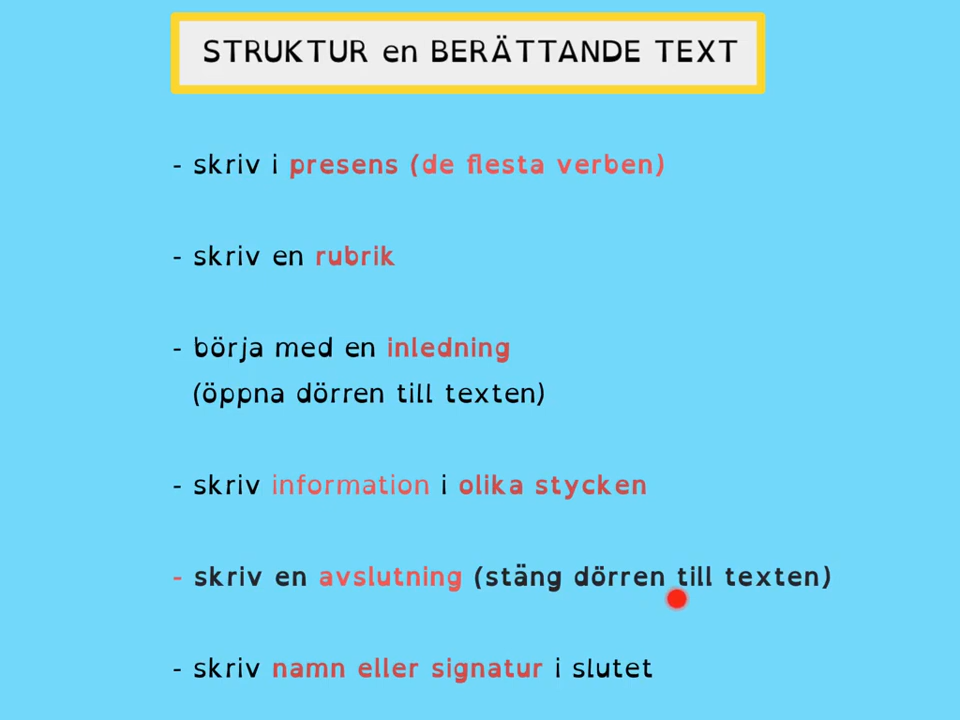 STRUKTUR en BERÄTTANDE TEXT
- skriv i presens (de flesta verben)
- skriv en rubrik
- börja med en inledning
(öppna dörren till texten)
- skriv information i olika stycken
- skriv en avslutning (stäng dörren till texten)
- skriv namn eller signatur i slutet